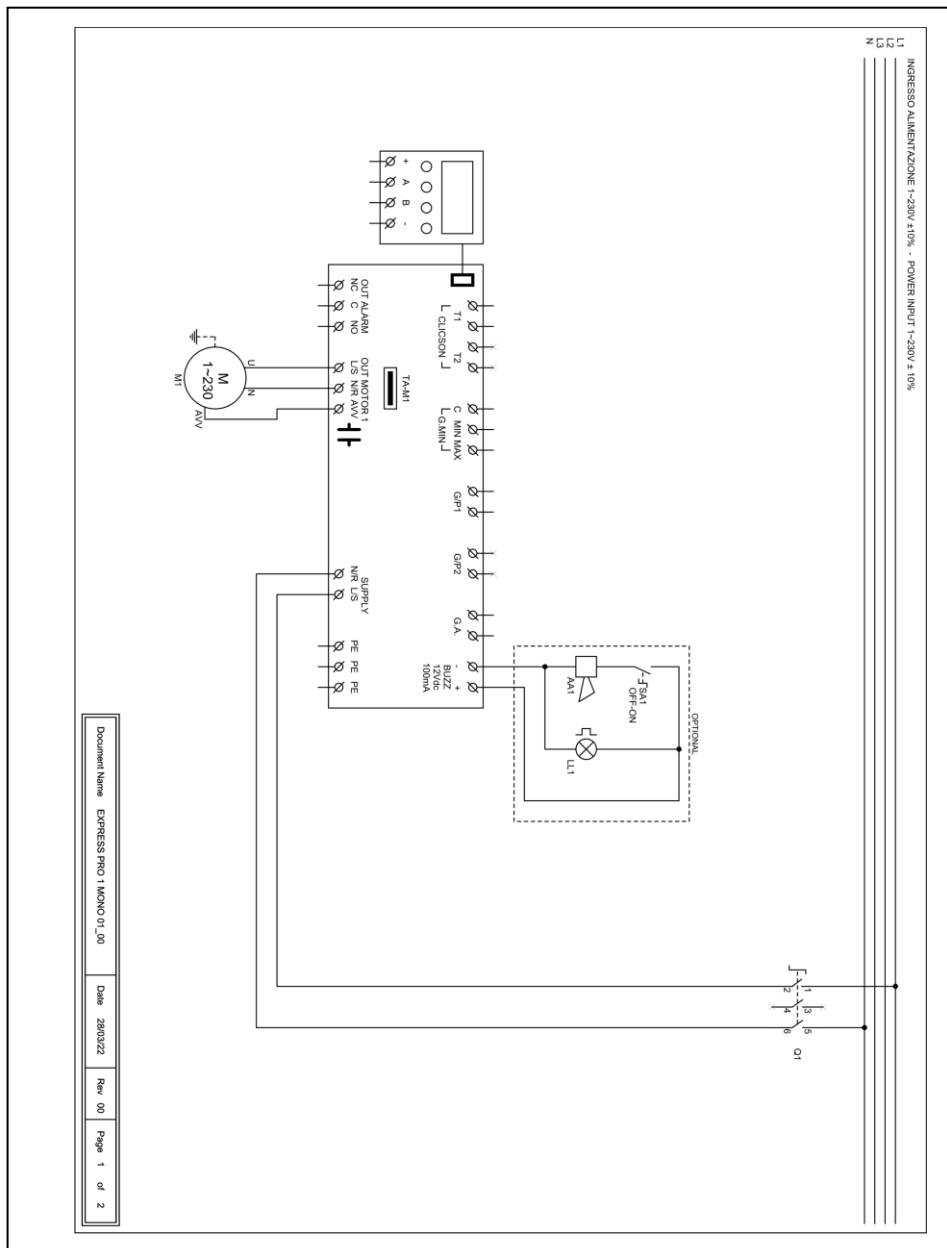 INGRESSO ALIMENTAZIONE 1~230V ±10% - POWER INPUT 1~230V ± 10%
L1
L2
L3
N
+ A B -
T1 T2
CLICSON
C MIN MAX
G.MIN
G/P1
G/P2
G.A.
- +
BUZZ
12Vdc
100mA
TA-M1
OUT ALARM
NC C NO
OUT MOTOR 1
L/S N/R AVV
SUPPLY
N/R L/S
PE PE PE
U N
M
1~230
M1
AVV
OPTIONAL
SA1
OFF-ON
AA1
LL1
1 3 5
2 4 6
Q1
Document Name EXPRESS PRO 1 MONO 01_00 Date 28/03/22 Rev 00 Page 1 of 2